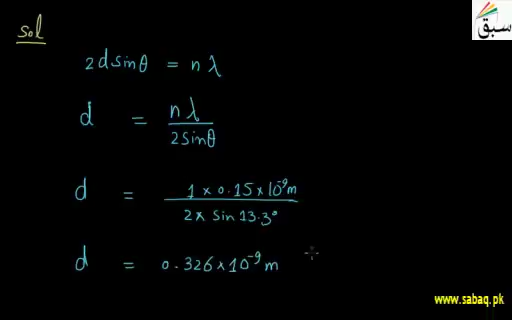 سبق
Sol
2dsinθ = nλ
d = nλ / 2sinθ
d = 1 × 0.15 × 10⁻⁹m / 2 × sin 13.3°
d = 0.326 × 10⁻⁹ m
www.sabaq.pk